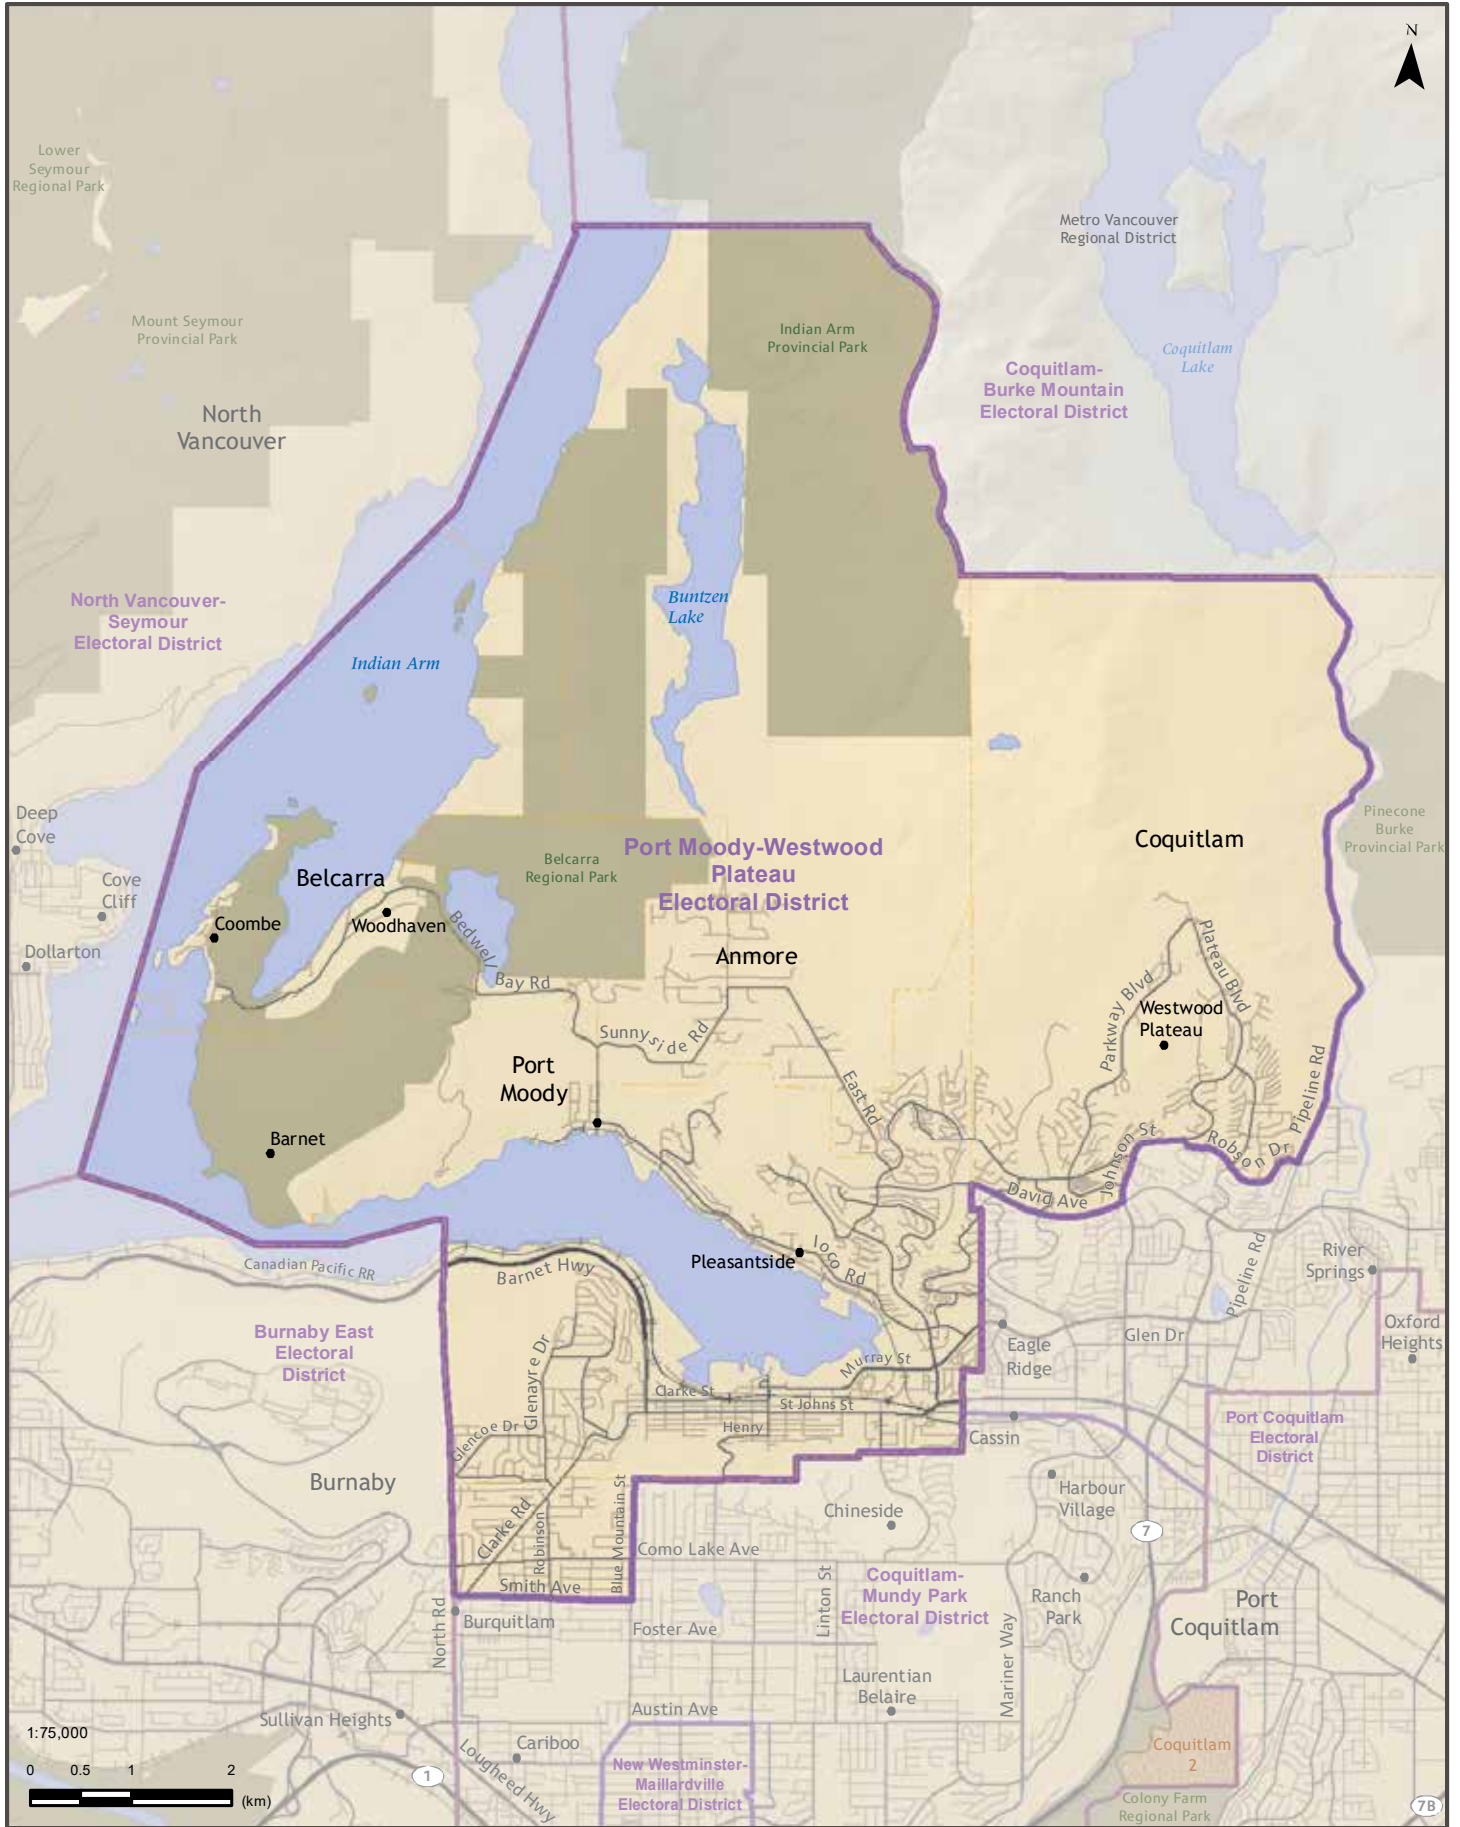 N
Lower
Seymour
Regional Park
Metro Vancouver
Regional District
Mount Seymour
Provincial Park
Indian Arm
Provincial Park
Coquitlam
Lake
Coquitlam-
Burke Mountain
Electoral District
North
Vancouver
North Vancouver-
Seymour
Electoral District
Buntzen
Lake
Indian Arm
Deep
Cove
Cove
Cliff
Dollarton
Belcarra
Coombe
Woodhaven
Belcarra
Regional Park
Port Moody-Westwood
Plateau
Electoral District
Coquitlam
Pinecone
Burke
Provincial Park
Anmore
Bedwell
Bay Rd
Sunnyside Rd
Port
Moody
East Rd
Parkway Blvd
Plateau Blvd
Westwood
Plateau
Pipeline Rd
Barnet
Johnson St
Robson Dr
David Ave
Pleasantside
Ioco Rd
Canadian Pacific RR
Barnet Hwy
Pipeline Rd
River
Springs
Burnaby East
Electoral
District
Glenayre Dr
Murray St
Eagle
Ridge
Glen Dr
Oxford
Heights
Clarke St
St Johns St
Henry
Glencoe Dr
Cassin
Port Coquitlam
Electoral
District
Burnaby
Harbour
Village
Chineside
7
Clarke Rd
Robinson
Blue Mountain St
Como Lake Ave
Smith Ave
Linton St
Coquitlam-
Mundy Park
Electoral District
Ranch
Park
Port
Coquitlam
North Rd
Burquitlam
Foster Ave
Mariner Way
Laurentian
Belaire
Sullivan Heights
Austin Ave
1:75,000
Cariboo
Lougheed Hwy
New Westminster-
Maillardville
Electoral District
Coquitlam
2
0 0.5 1 2
(km)
1
Colony Farm
Regional Park
7B